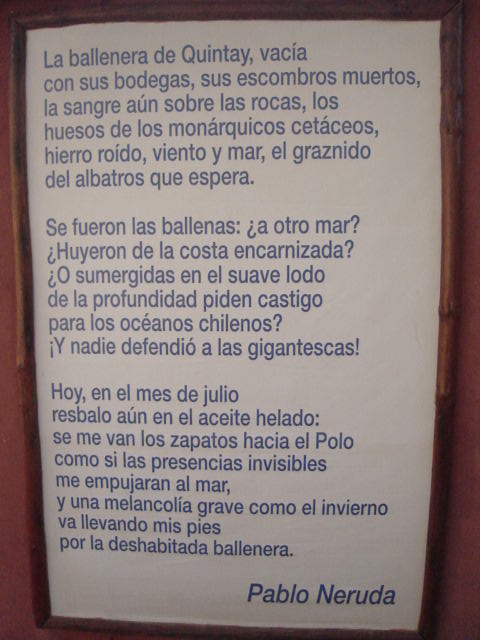 La ballenera de Quintay, vacía
con sus bodegas, sus escombros muertos,
la sangre aún sobre las rocas, los
huesos de los monárquicos cetáceos,
hierro roído, viento y mar, el graznido
del albatros que espera.
Se fueron las ballenas: ¿a otro mar?
¿Huyeron de la costa encarnizada?
¿O sumergidas en el suave lodo
de la profundidad piden castigo
para los océanos chilenos?
¡Y nadie defendió a las gigantescas!
Hoy, en el mes de julio
resbalo aún en el aceite helado:
se me van los zapatos hacia el Polo
como si las presencias invisibles
me empujaran al mar,
y una melancolía grave como el invierno
va llevando mis pies
por la deshabitada ballenera.
Pablo Neruda